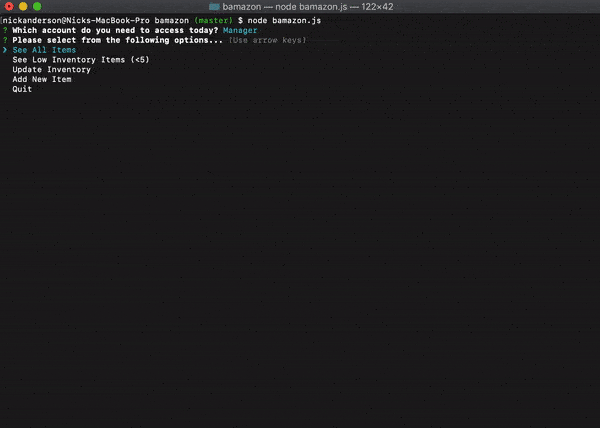 bamazon — node bamazon.js — 122×42
[nickanderson@Nicks-MacBook-Pro bamazon (master) $ node bamazon.js
? Which account do you need to access today? Manager
? Please select from the following options... (Use arrow keys)
❯ See All Items
See Low Inventory Items (<5)
Update Inventory
Add New Item
Quit